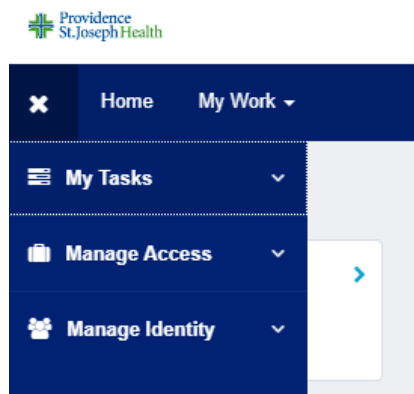 Providence
St.Joseph Health
Home My Work
My Tasks
Manage Access
Manage Identity